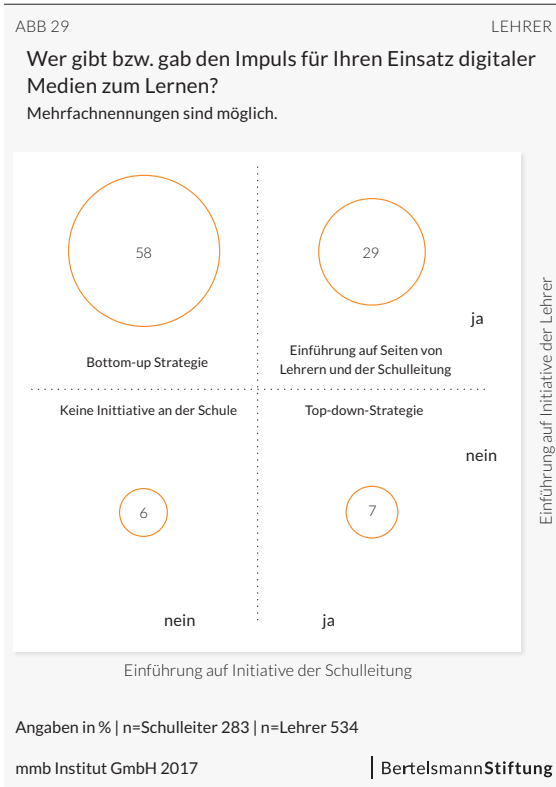 ABB 29
LEHRER
Wer gibt bzw. gab den Impuls für Ihren Einsatz digitaler
Medien zum Lernen?
Mehrfachnennungen sind möglich.
58
29
ja
Bottom-up Strategie
Einführung auf Seiten von
Lehrern und der Schulleitung
Keine Inittiative an der Schule
Top-down-Strategie
nein
6
7
nein
ja
Einführung auf Initiative der Lehrer
Einführung auf Initiative der Schulleitung
Angaben in % | n=Schulleiter 283 | n=Lehrer 534
mmb Institut GmbH 2017
BertelsmannStiftung